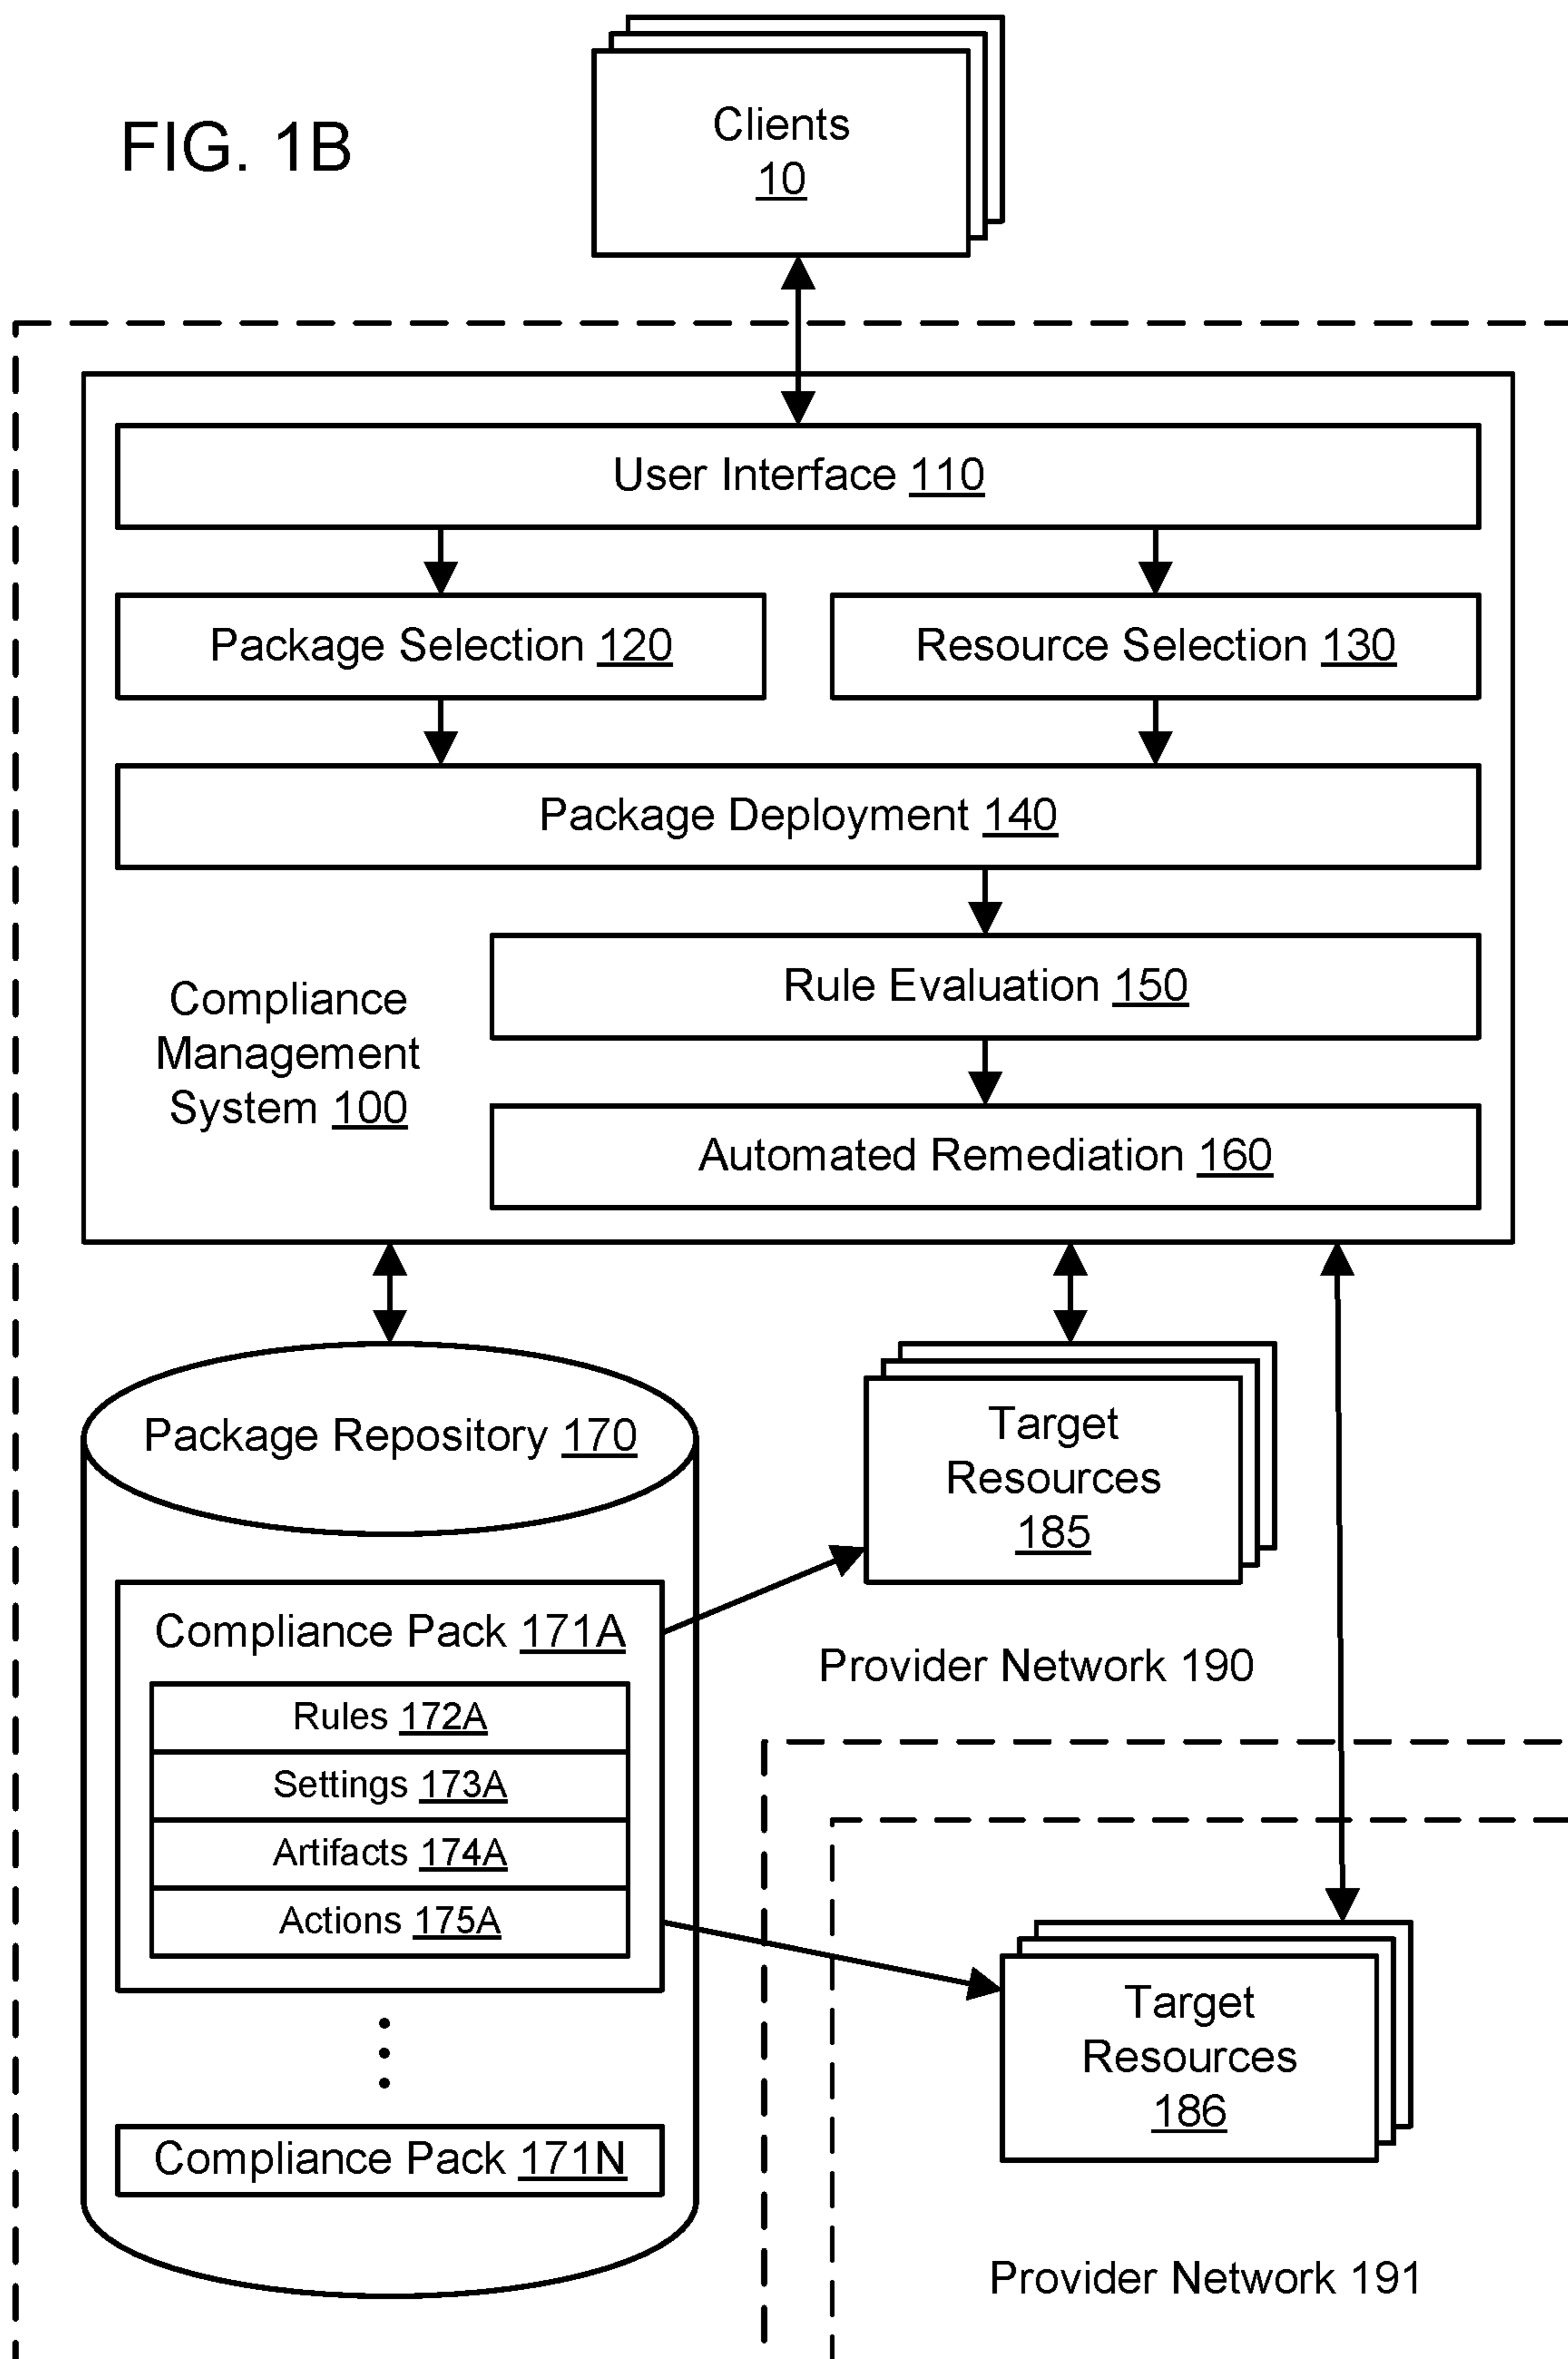 FIG. 1B
Clients
10
User Interface 110
Package Selection 120
Resource Selection 130
Package Deployment 140
Rule Evaluation 150
Compliance
Management
System 100
Automated Remediation 160
Package Repository 170
Target
Resources
185
Compliance Pack 171A
Rules 172A
Settings 173A
Artifacts 174A
Actions 175A
Provider Network 190
Target
Resources
186
Compliance Pack 171N
Provider Network 191